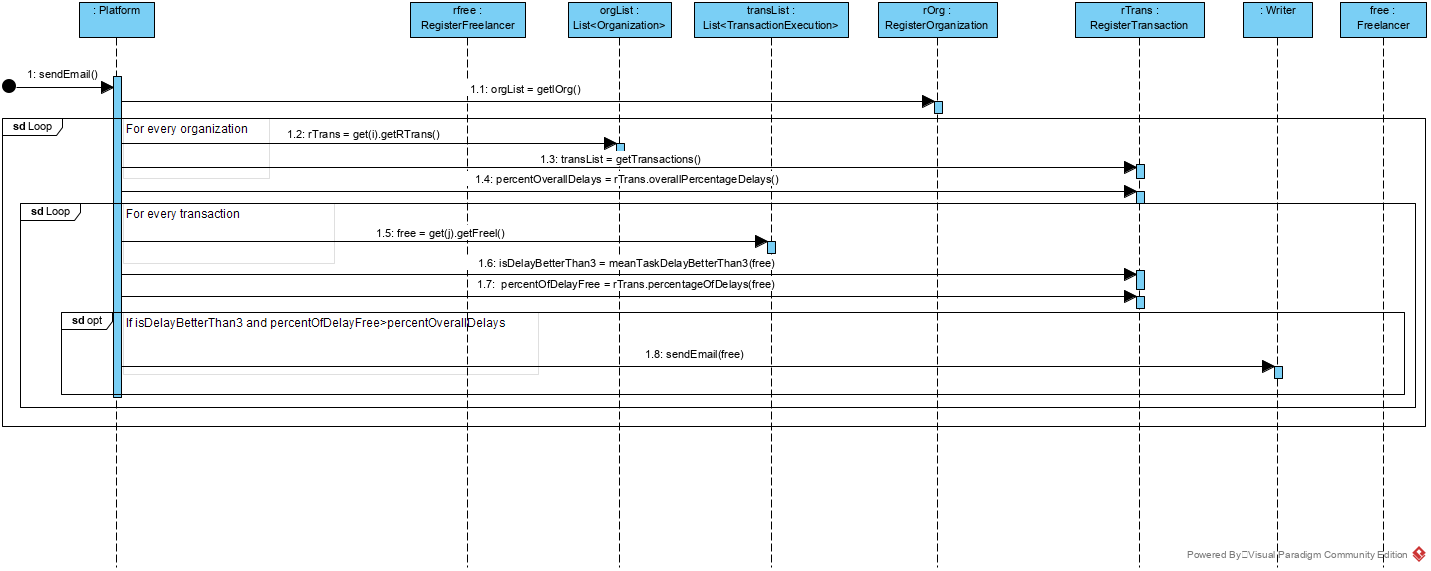 : Platform
rfree :
RegisterFreelancer
orgList :
List<Organization>
transList :
List<TransactionExecution>
rOrg :
RegisterOrganization
rTrans :
RegisterTransaction
: Writer
free :
Freelancer
1: sendEmail()
1.1: orgList = getlOrg()
sd Loop
For every organization
1.2: rTrans = get(i).getRTrans()
1.3: transList = getTransactions()
1.4: percentOverallDelays = rTrans.overallPercentageDelays()
sd Loop
For every transaction
1.5: free = get(j).getFreel()
1.6: isDelayBetterThan3 = meanTaskDelayBetterThan3(free)
1.7: percentOfDelayFree = rTrans.percentageOfDelays(free)
sd opt
If isDelayBetterThan3 and percentOfDelayFree>percentOverallDelays
1.8: sendEmail(free)
Powered By Visual Paradigm Community Edition